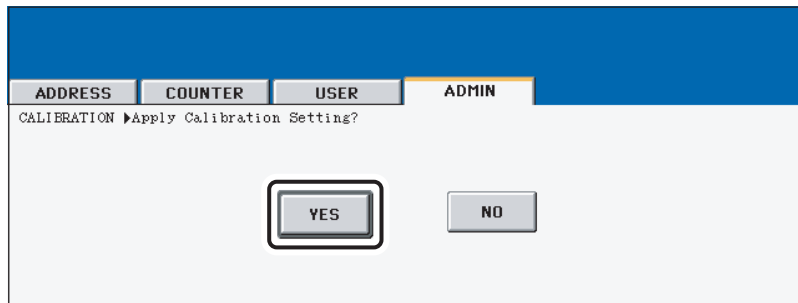 ADDRESS COUNTER USER ADMIN
CALIBRATION ▶Apply Calibration Setting?
YES NO